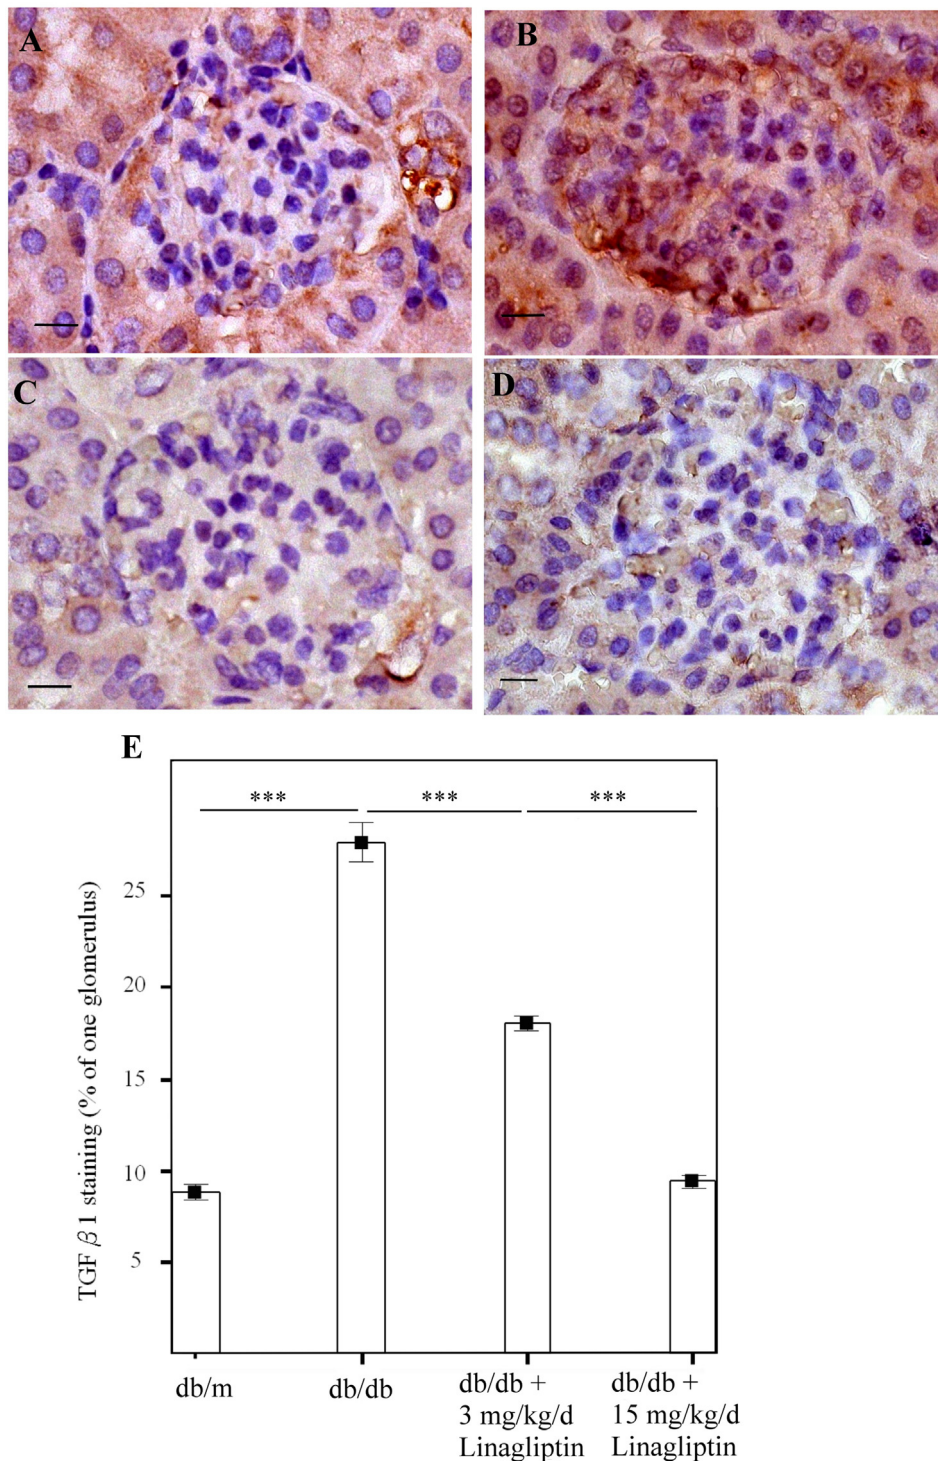 A
B
C
D
E
*** *** ***
25
20
15
10
5
TGF β1 staining (% of one glomerulus)
db/m
db/db
db/db +
3 mg/kg/d
Linagliptin
db/db +
15 mg/kg/d
Linagliptin